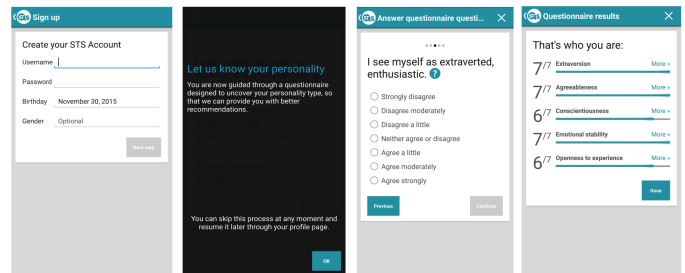 STS Sign up
Create your STS Account
Username
Password
Birthday November 30, 2015
Gender Optional
Next step
Let us know your personality
You are now guided through a questionnaire
designed to uncover your personality type, so
that we can provide you with better
recommendations.
You can skip this process at any moment and
resume it later through your profile page.
OK
STS Answer questionnaire questi...
I see myself as extraverted,
enthusiastic. ?
Strongly disagree
Disagree moderately
Disagree a little
Neither agree or disagree
Agree a little
Agree moderately
Agree strongly
Previous
Continue
STS Questionnaire results
That's who you are:
7/7 Extraversion More »
7/7 Agreeableness More »
6/7 Conscientiousness More »
7/7 Emotional stability More »
6/7 Openness to experience More »
Done